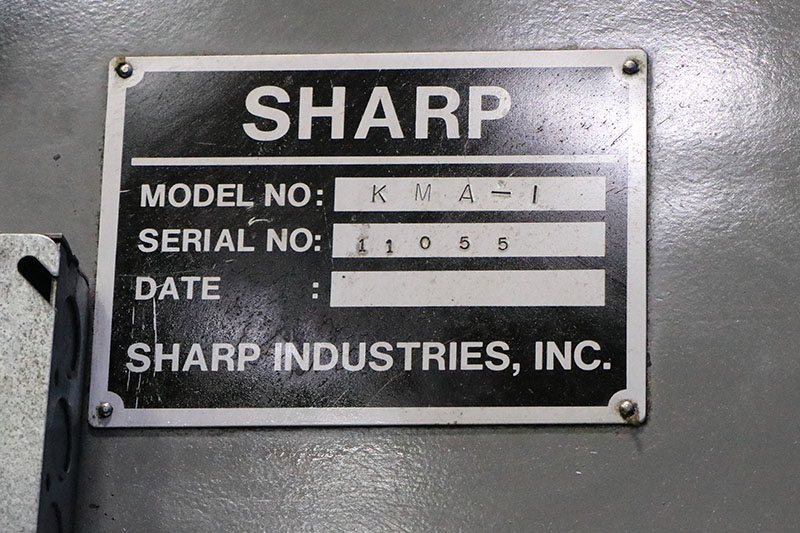 SHARP
MODEL NO: KMA-1
SERIAL NO: 11055
DATE :
SHARP INDUSTRIES, INC.